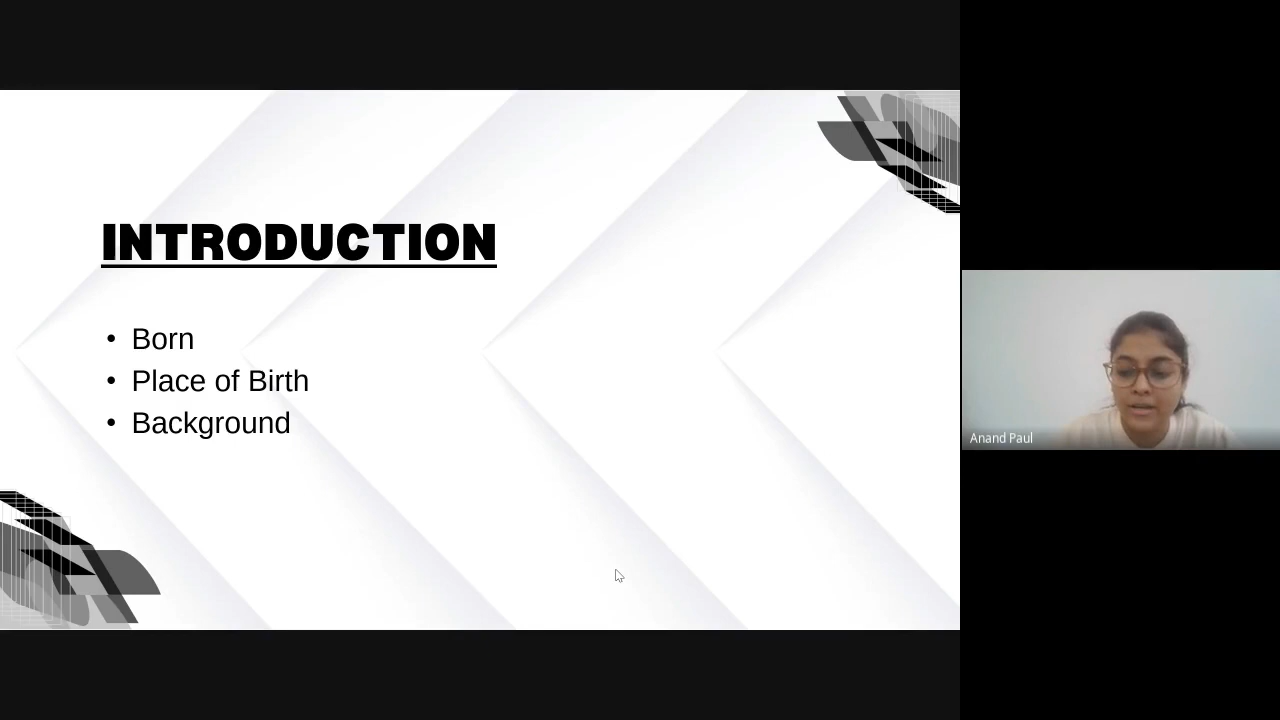 INTRODUCTION
• Born
• Place of Birth
• Background
Anand Paul